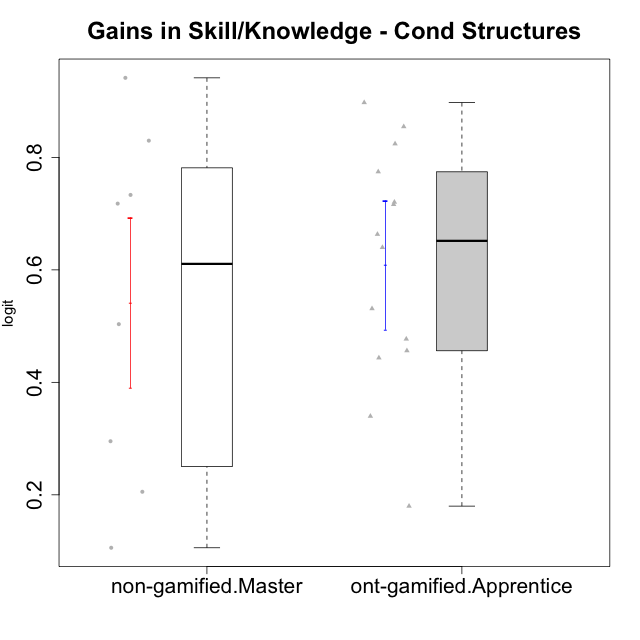 Gains in Skill/Knowledge - Cond Structures
logit
0.8
0.6
0.4
0.2
non-gamified.Master
ont-gamified.Apprentice